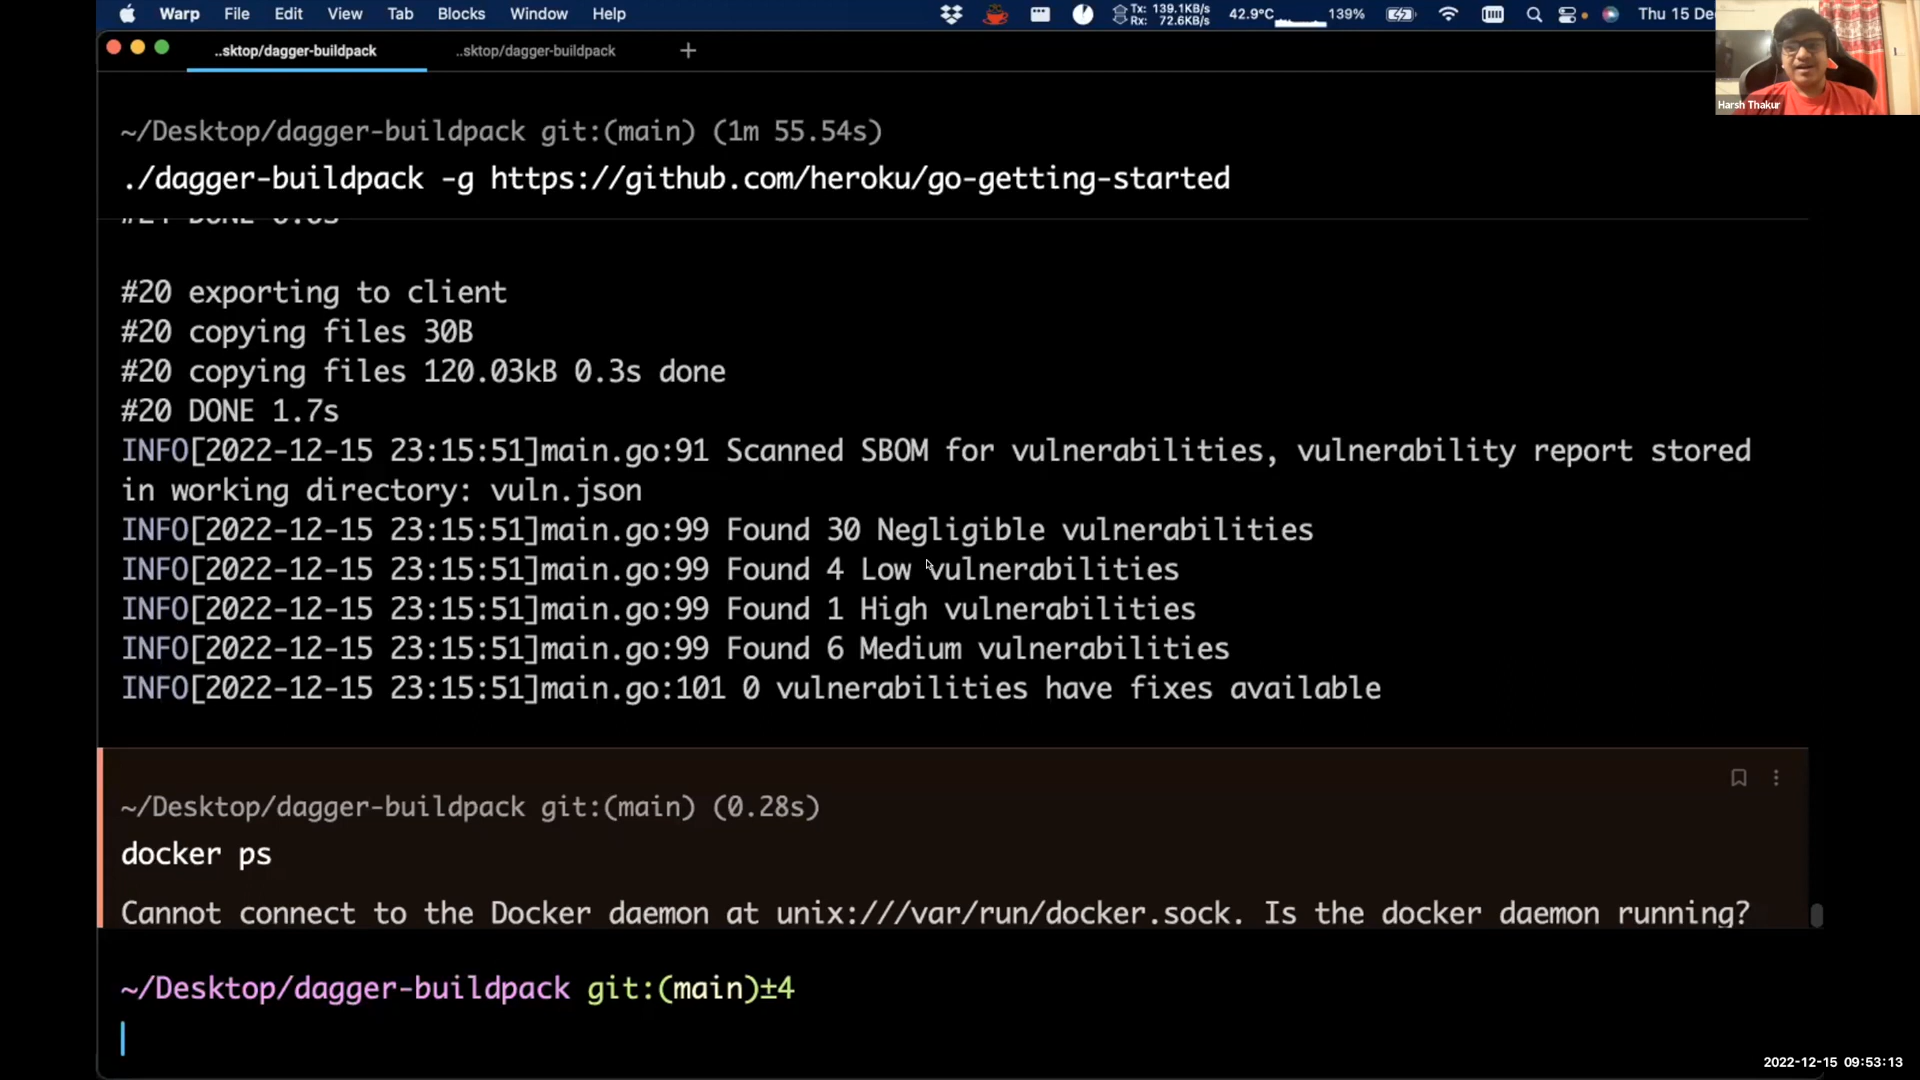 Warp File Edit View Tab Blocks Window Help Tx: 139.1KB/s Rx: 72.6KB/s 42.9°C 139% Thu 15 De
..sktop/dagger-buildpack ..sktop/dagger-buildpack +
Harsh Thakur
~/Desktop/dagger-buildpack git:(main) (1m 55.54s)
./dagger-buildpack -g https://github.com/heroku/go-getting-started
#20 exporting to client
#20 copying files 30B
#20 copying files 120.03kB 0.3s done
#20 DONE 1.7s
INFO[2022-12-15 23:15:51]main.go:91 Scanned SBOM for vulnerabilities, vulnerability report stored
in working directory: vuln.json
INFO[2022-12-15 23:15:51]main.go:99 Found 30 Negligible vulnerabilities
INFO[2022-12-15 23:15:51]main.go:99 Found 4 Low vulnerabilities
INFO[2022-12-15 23:15:51]main.go:99 Found 1 High vulnerabilities
INFO[2022-12-15 23:15:51]main.go:99 Found 6 Medium vulnerabilities
INFO[2022-12-15 23:15:51]main.go:101 0 vulnerabilities have fixes available
~/Desktop/dagger-buildpack git:(main) (0.28s)
docker ps
Cannot connect to the Docker daemon at unix:///var/run/docker.sock. Is the docker daemon running?
~/Desktop/dagger-buildpack git:(main)±4
2022-12-15 09:53:13